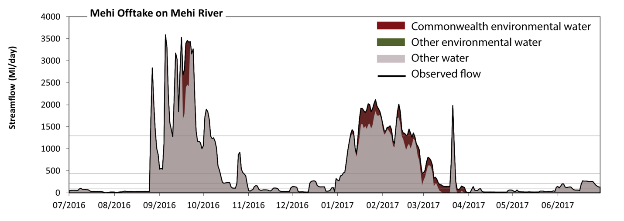 Mehi Offtake on Mehi River
Streamflow (Ml/day)
4000
3500
3000
2500
2000
1500
1000
500
0
07/2016 08/2016 09/2016 10/2016 11/2016 12/2016 01/2017 02/2017 03/2017 04/2017 05/2017 06/2017
Commonwealth environmental water
Other environmental water
Other water
Observed flow